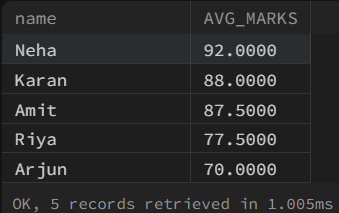 name AVG_MARKS
Neha 92.0000
Karan 88.0000
Amit 87.5000
Riya 77.5000
Arjun 70.0000
OK, 5 records retrieved in 1.005ms